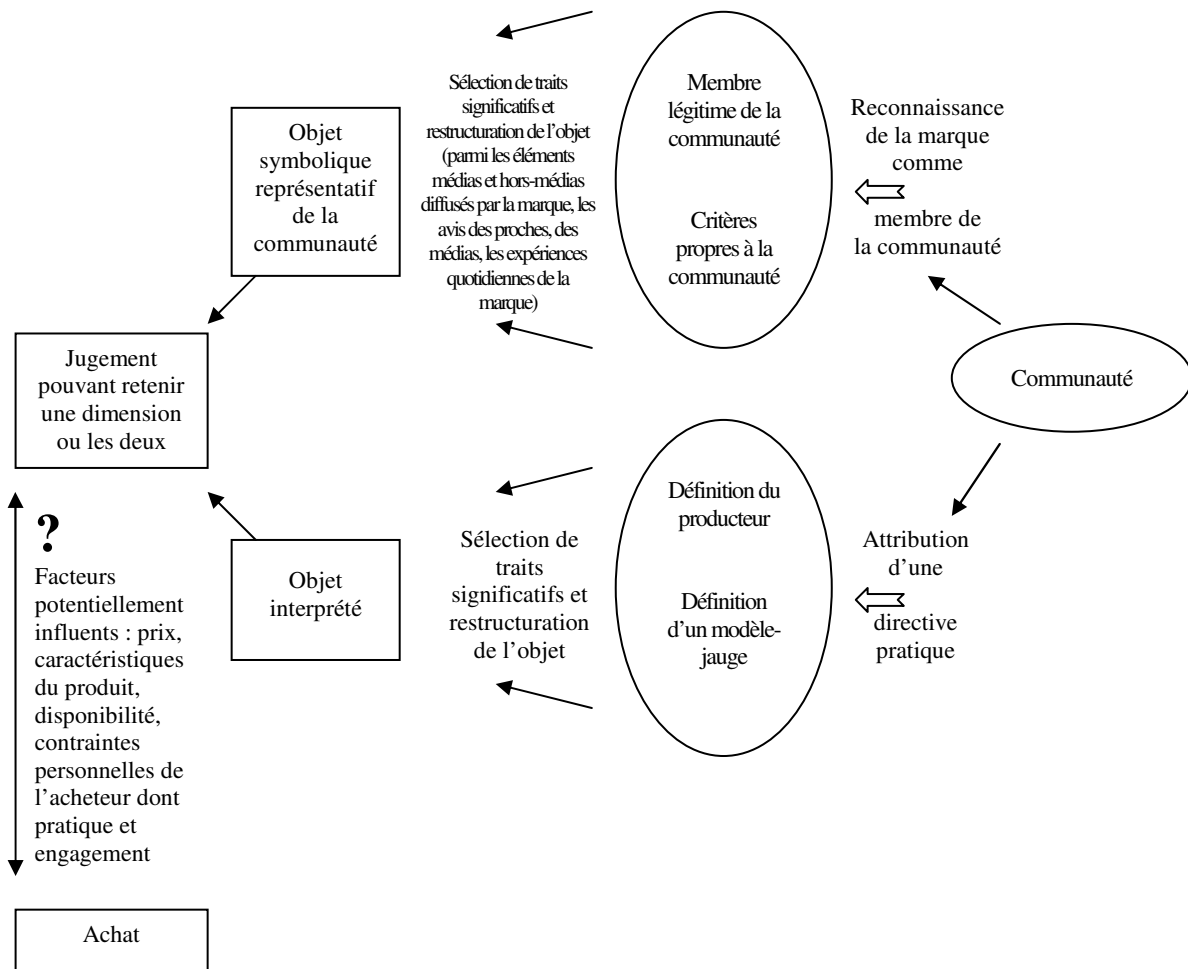 Sélection de traits
significatifs et
restructuration de l'objet
(parmi les éléments
médias et hors-médias
diffusés par la marque, les
avis des proches, des
médias, les expériences
quotidiennes de la
marque)
Objet
symbolique
représentatif
de la
communauté
Membre
légitime de la
communauté
Critères
propres à la
communauté
Reconnaissance
de la marque
comme
membre de
la communauté
Jugement
pouvant retenir
une dimension
ou les deux
Communauté
?
Facteurs
potentiellement
influents : prix,
caractéristiques
du produit,
disponibilité,
contraintes
personnelles de
l'acheteur dont
pratique et
engagement
Objet
interprété
Sélection de
traits
significatifs et
restructuration
de l'objet
Définition du
producteur
Définition
d'un modèle-
jauge
Attribution
d'une
directive
pratique
Achat